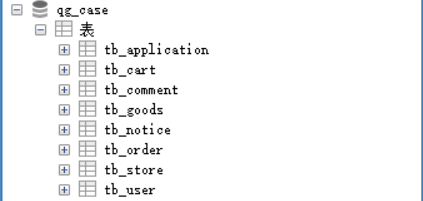 qg_case
表
tb_application
tb_cart
tb_comment
tb_goods
tb_notice
tb_order
tb_store
tb_user